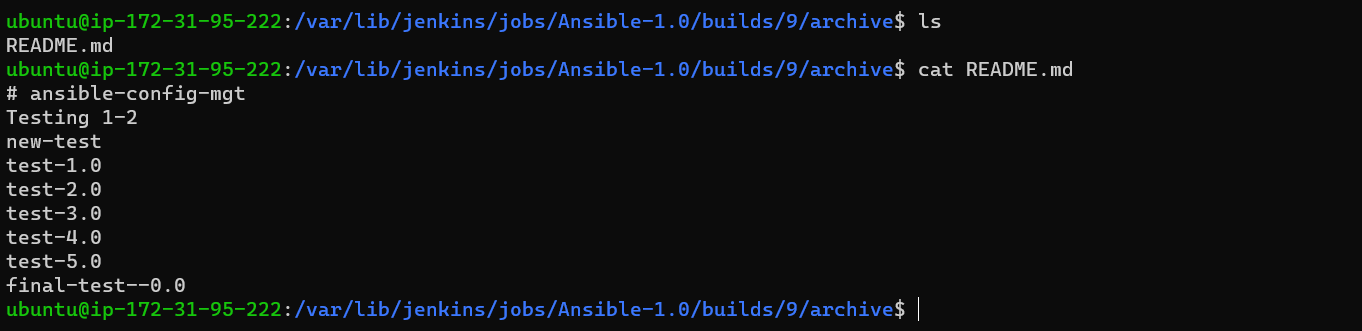 ubuntu@ip-172-31-95-222:/var/lib/jenkins/jobs/Ansible-1.0/builds/9/archive$ ls
README.md
ubuntu@ip-172-31-95-222:/var/lib/jenkins/jobs/Ansible-1.0/builds/9/archive$ cat README.md
# ansible-config-mgt
Testing 1-2
new-test
test-1.0
test-2.0
test-3.0
test-4.0
test-5.0
final-test--0.0
ubuntu@ip-172-31-95-222:/var/lib/jenkins/jobs/Ansible-1.0/builds/9/archive$